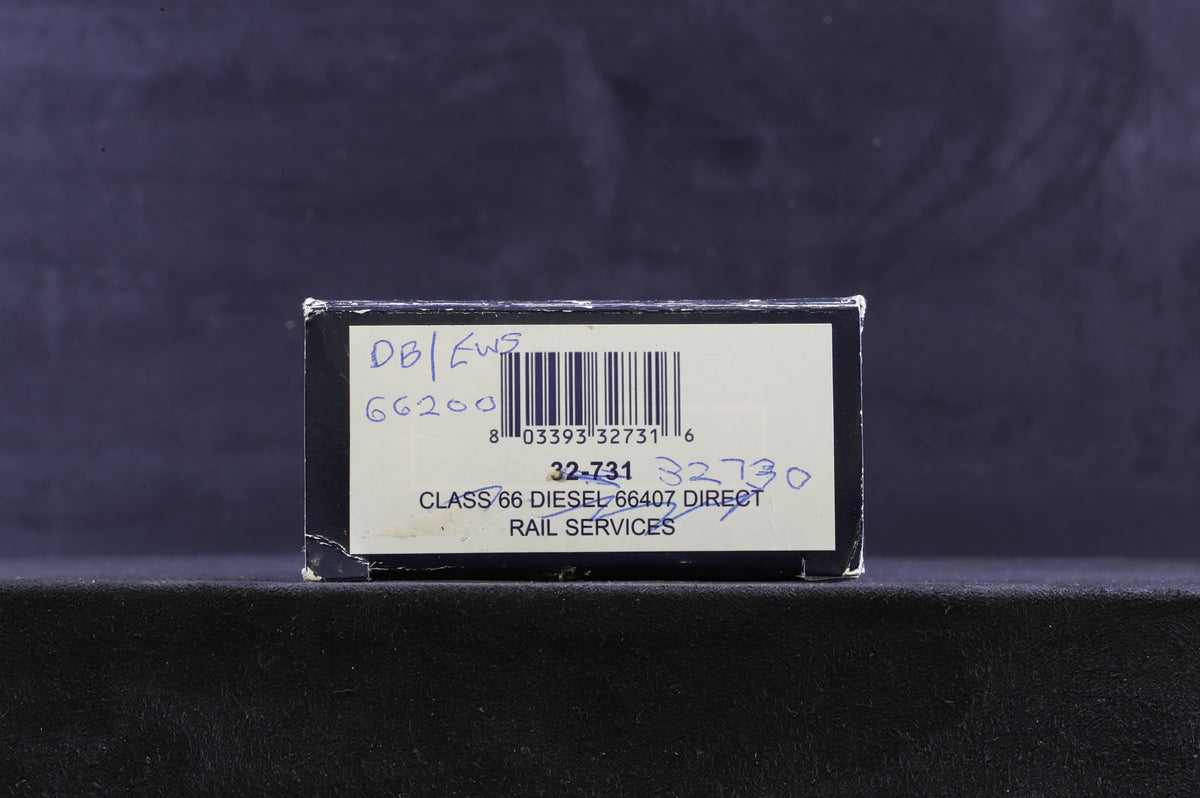 DB/EWS
66200
8 03393 32731 6
32-731 32730
CLASS 66 DIESEL 66407 DIRECT
RAIL SERVICES